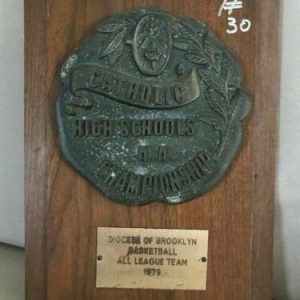 #
30
CATHOLIC
HIGH SCHOOLS
A.A.
CHAMPIONSHIP
DIOCESE OF BROOKLYN
BASKETBALL
ALL LEAGUE TEAM
1979